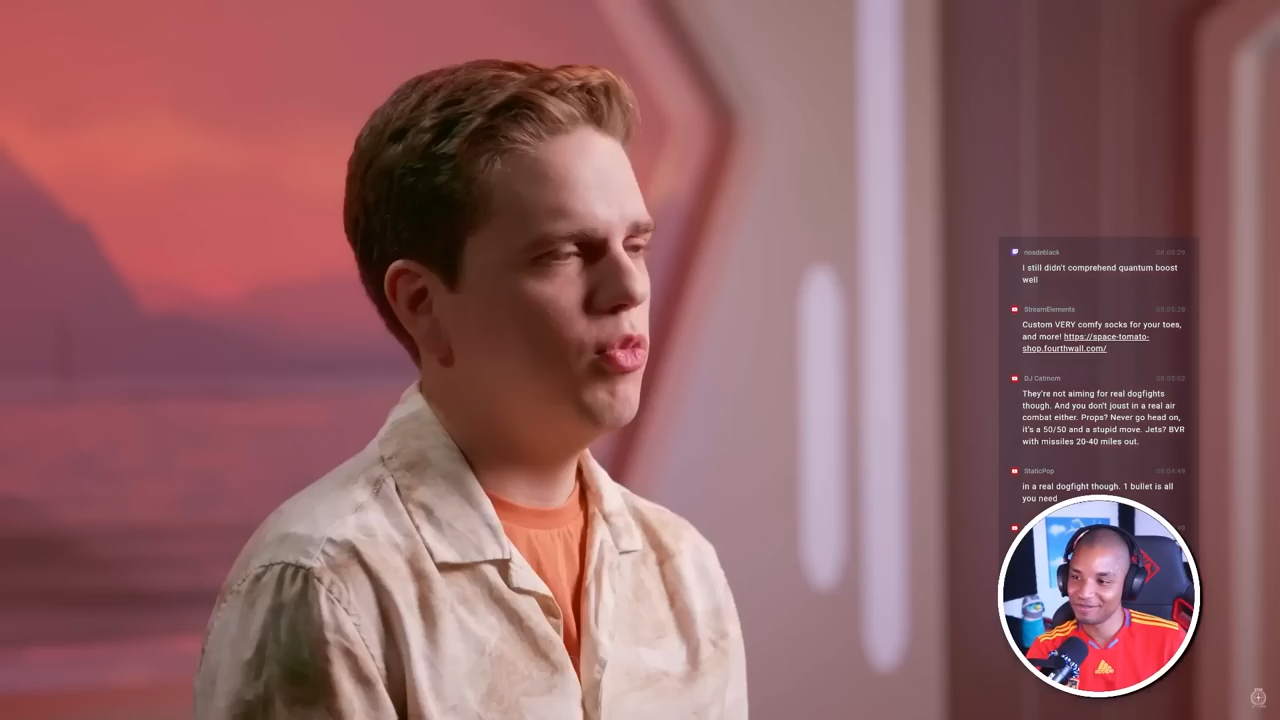 nosdeblack
I still didn't comprehend quantum boost
well
StreamElements
Custom VERY comfy socks for your toes,
and more! https://space-tomato-
shop.fourthwall.com/
DJ Catmom
They're not aiming for real dogfights
though. And you don't joust in a real air
combat either. Props? Never go head on,
it's a 50/50 and a stupid move. Jets? BVR
with missiles 20-40 miles out.
StaticPop
in a real dogfight though. 1 bullet is all
you need